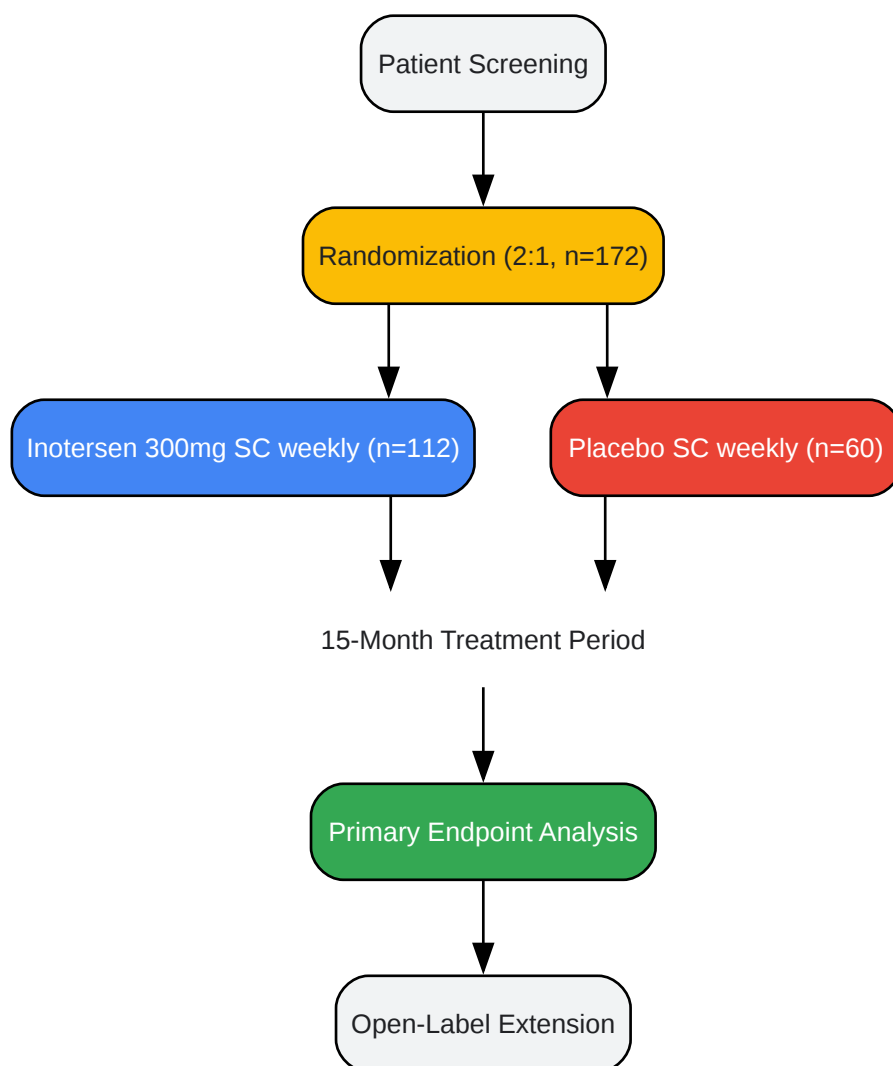 Patient Screening
Randomization (2:1, n=172)
Inotersen 300mg SC weekly (n=112)
Placebo SC weekly (n=60)
15-Month Treatment Period
Primary Endpoint Analysis
Open-Label Extension